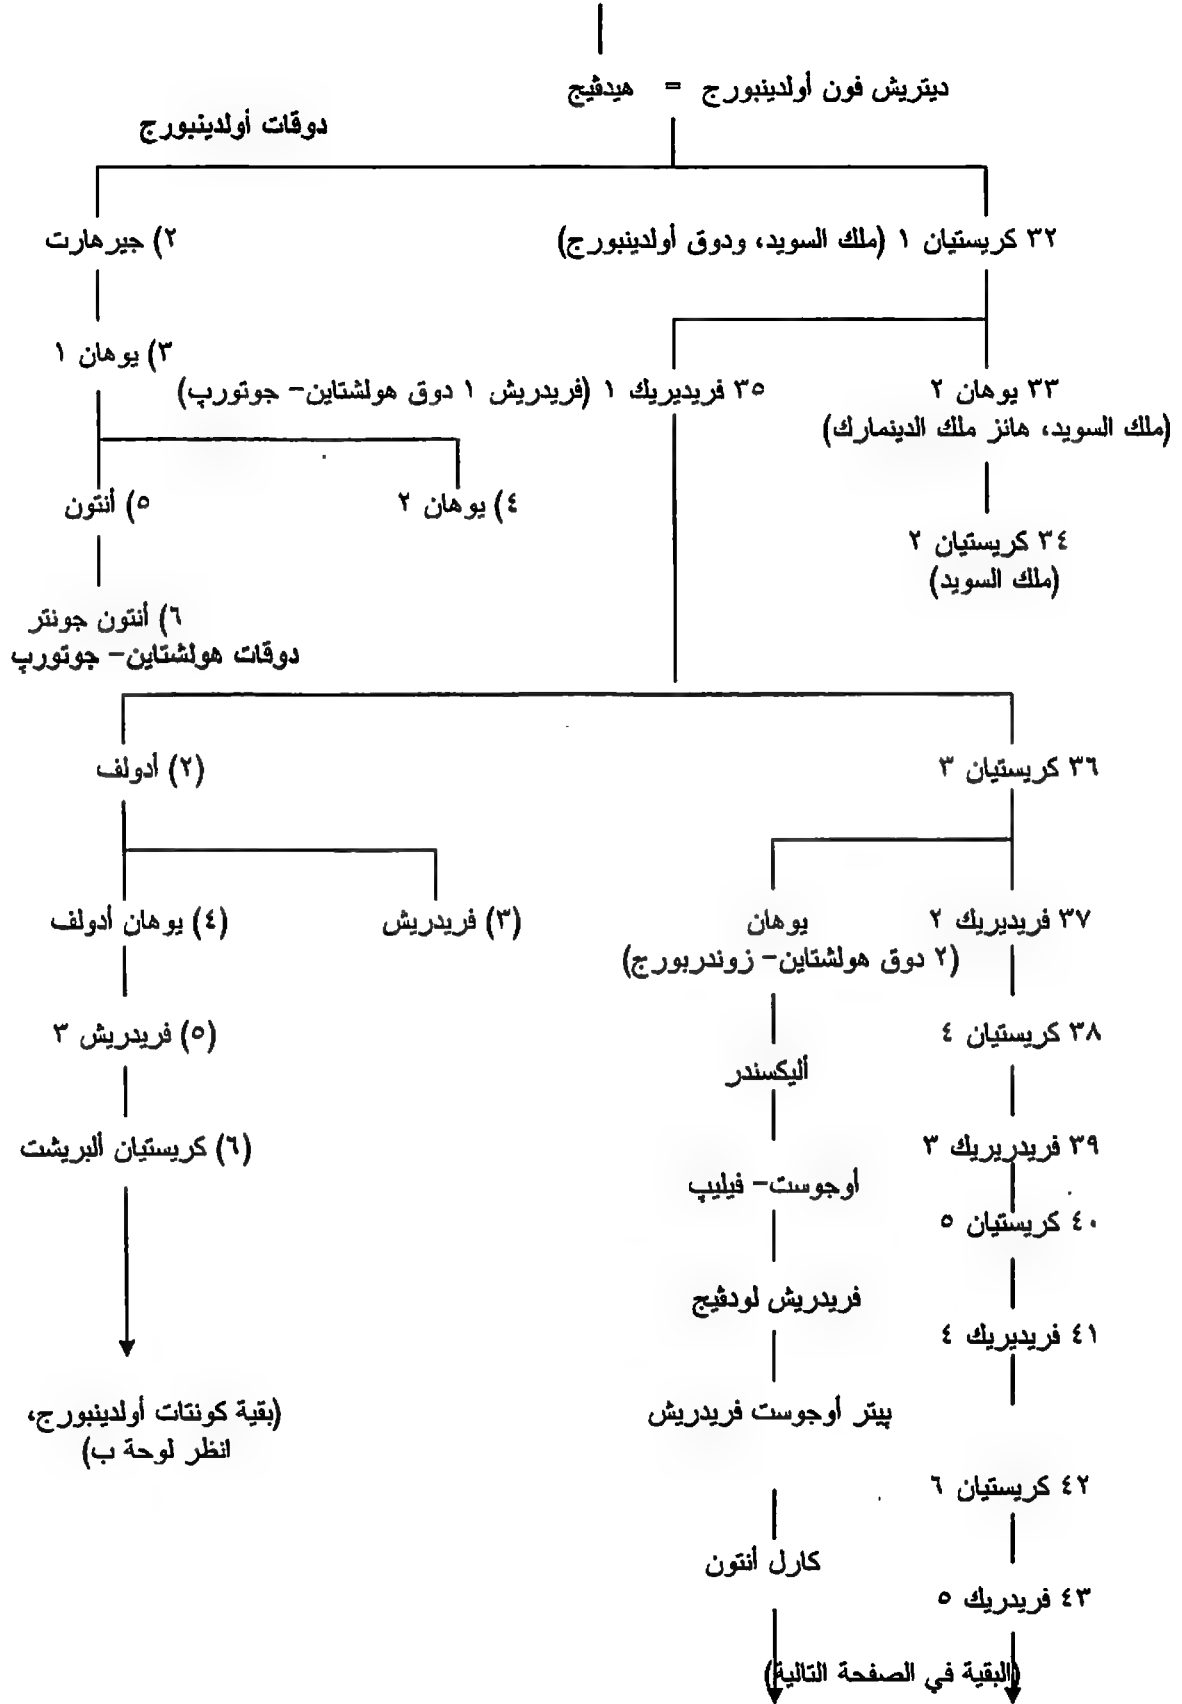 ديتريش فون أولدينبورج = هيدڤيج
دوقات أولدينبورج
٣٢ كريستيان ١ (ملك السويد، ودوق أولدينبورج)
٢) جيرهارت
٣) يوهان ١
٣٣ يوهان ٢
(ملك السويد، هانز ملك الدينمارك)
٣٥ فريديريك ١ (فريدريش ١ دوق هولشتاين- جوتورپ)
٤) يوهان ٢
٥) أنتون
٣٤ كريستيان ٢
(ملك السويد)
٦) أنتون جونتر
دوقات هولشتاين- جوتورپ
٣٦ كريستيان ٣
(٢) أدولف
٣٧ فريديريك ٢
يوهان
(٢ دوق هولشتاين- زوندربورج)
(٣) فريدريش
(٤) يوهان أدولف
٣٨ كريستيان ٤
(٥) فريدريش ٣
أليكسندر
٣٩ فريدريريك ٣
(٦) كريستيان ألبريشت
أوجوست- فيليپ
٤٠ كريستيان ٥
فريدريش لودڤيج
٤١ فريديريك ٤
پيتر أوجوست فريدريش
(بقية كونتات أولدينبورج،
انظر لوحة ب)
٤٢ كريستيان ٦
كارل أنتون
٤٣ فريدريك ٥
(البقية في الصفحة التالية)